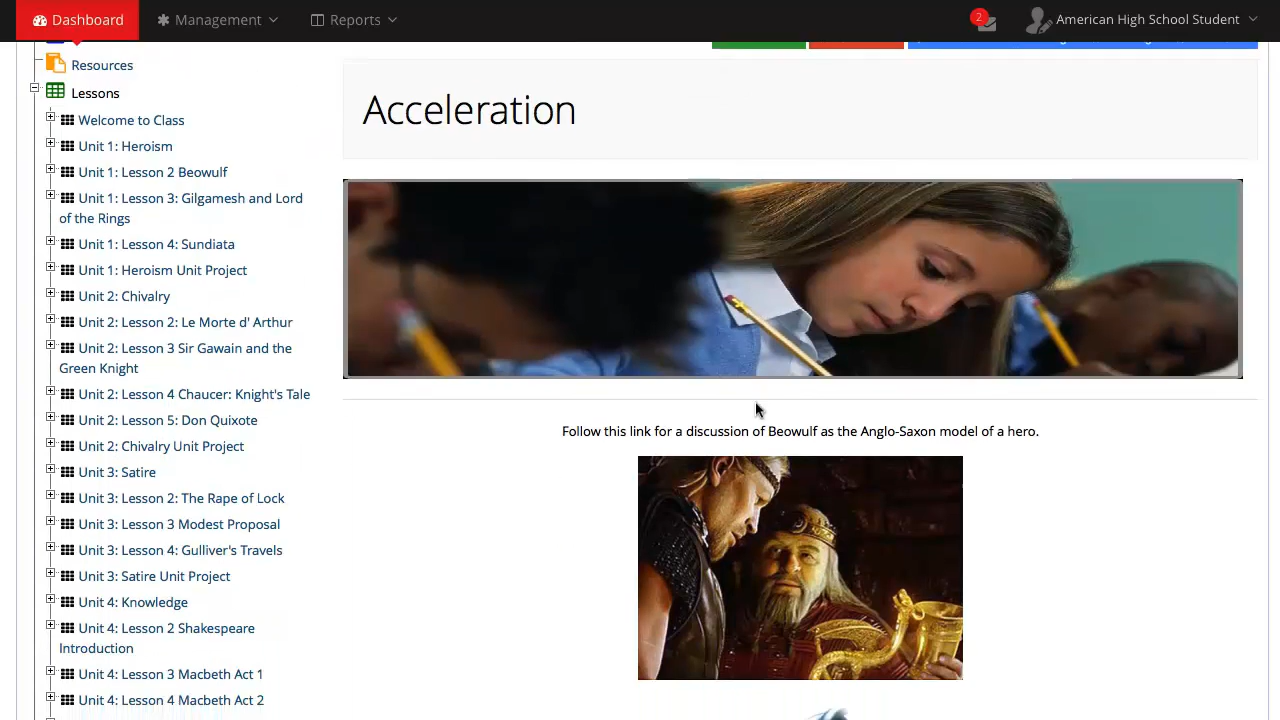 Dashboard
Management
Reports
2
American High School Student
Resources
Lessons
Welcome to Class
Unit 1: Heroism
Unit 1: Lesson 2 Beowulf
Unit 1: Lesson 3: Gilgamesh and Lord
of the Rings
Unit 1: Lesson 4: Sundiata
Unit 1: Heroism Unit Project
Unit 2: Chivalry
Unit 2: Lesson 2: Le Morte d' Arthur
Unit 2: Lesson 3 Sir Gawain and the
Green Knight
Unit 2: Lesson 4 Chaucer: Knight's Tale
Unit 2: Lesson 5: Don Quixote
Unit 2: Chivalry Unit Project
Unit 3: Satire
Unit 3: Lesson 2: The Rape of Lock
Unit 3: Lesson 3 Modest Proposal
Unit 3: Lesson 4: Gulliver's Travels
Unit 3: Satire Unit Project
Unit 4: Knowledge
Unit 4: Lesson 2 Shakespeare
Introduction
Unit 4: Lesson 3 Macbeth Act 1
Unit 4: Lesson 4 Macbeth Act 2
Acceleration
Follow this link for a discussion of Beowulf as the Anglo-Saxon model of a hero.